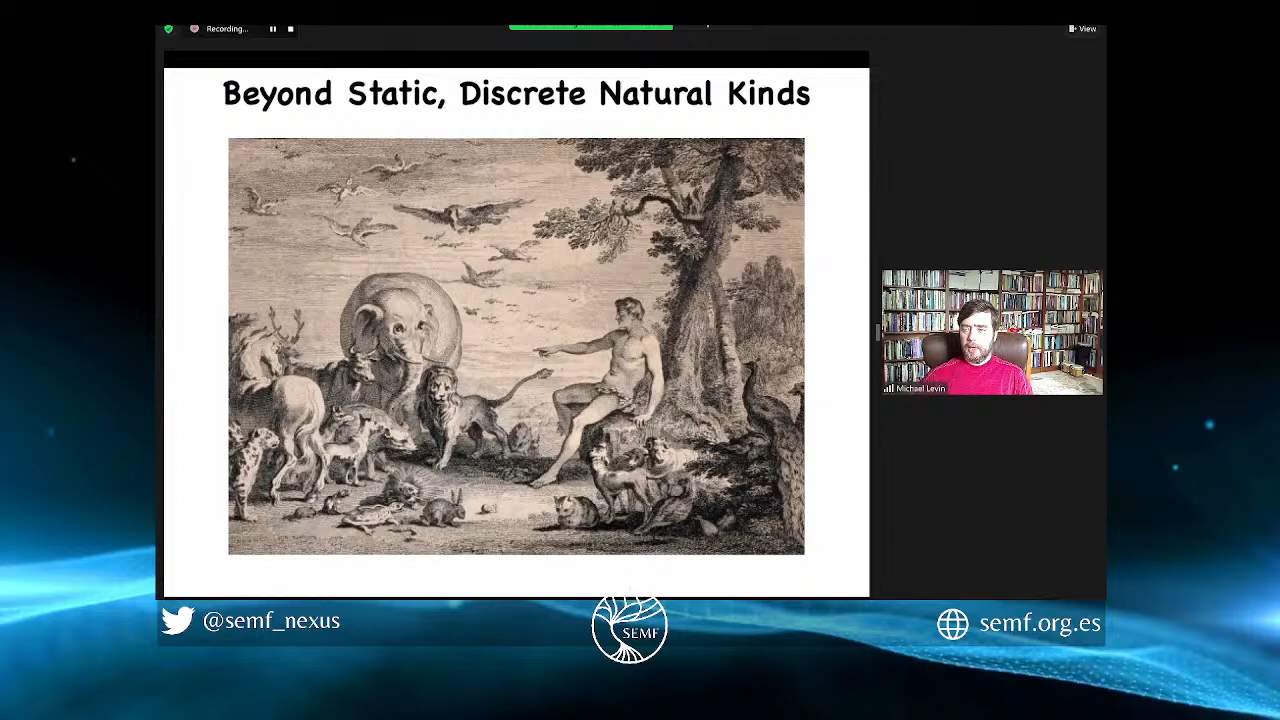 Recording...
View
Beyond Static, Discrete Natural Kinds
Michael Levin
@semf_nexus
SEMF
semf.org.es